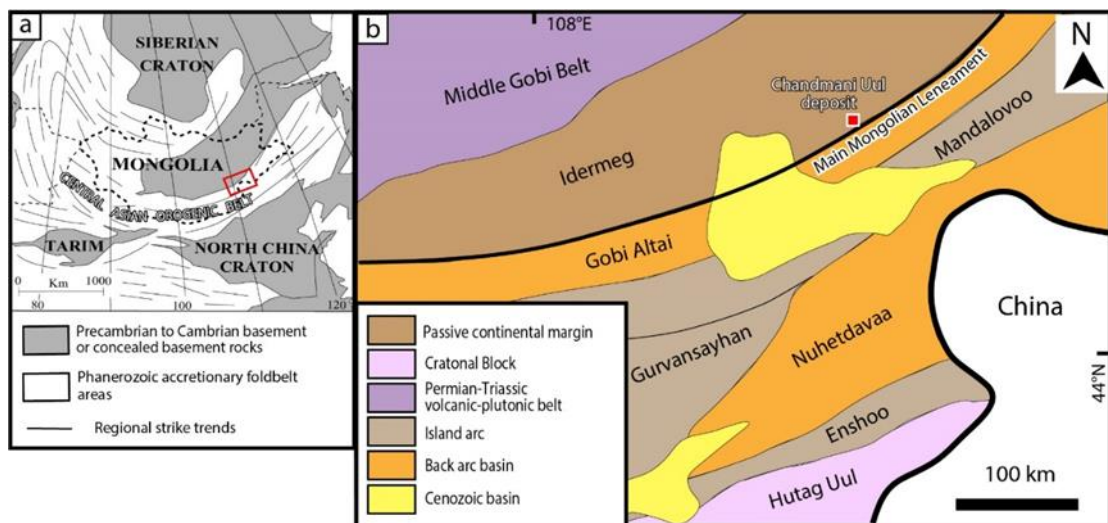 a
SIBERIAN
CRATON
MONGOLIA
CENTRAL ASIAN OROGENIC BELT
TARIM
NORTH CHINA
CRATON
0 1000
Km
80 100 120
Precambrian to Cambrian basement
or concealed basement rocks
Phanerozoic accretionary foldbelt
areas
Regional strike trends
b
108°E
N
Middle Gobi Belt
Chandmani Uul
deposit
Main Mongolian Leneament
Mandalovoo
Idermeg
Gobi Altai
China
Gurvansayhan
Nuhetdavaa
44°N
Enshoo
Hutag Uul
100 km
Passive continental margin
Cratonal Block
Permian-Triassic
volcanic-plutonic belt
Island arc
Back arc basin
Cenozoic basin